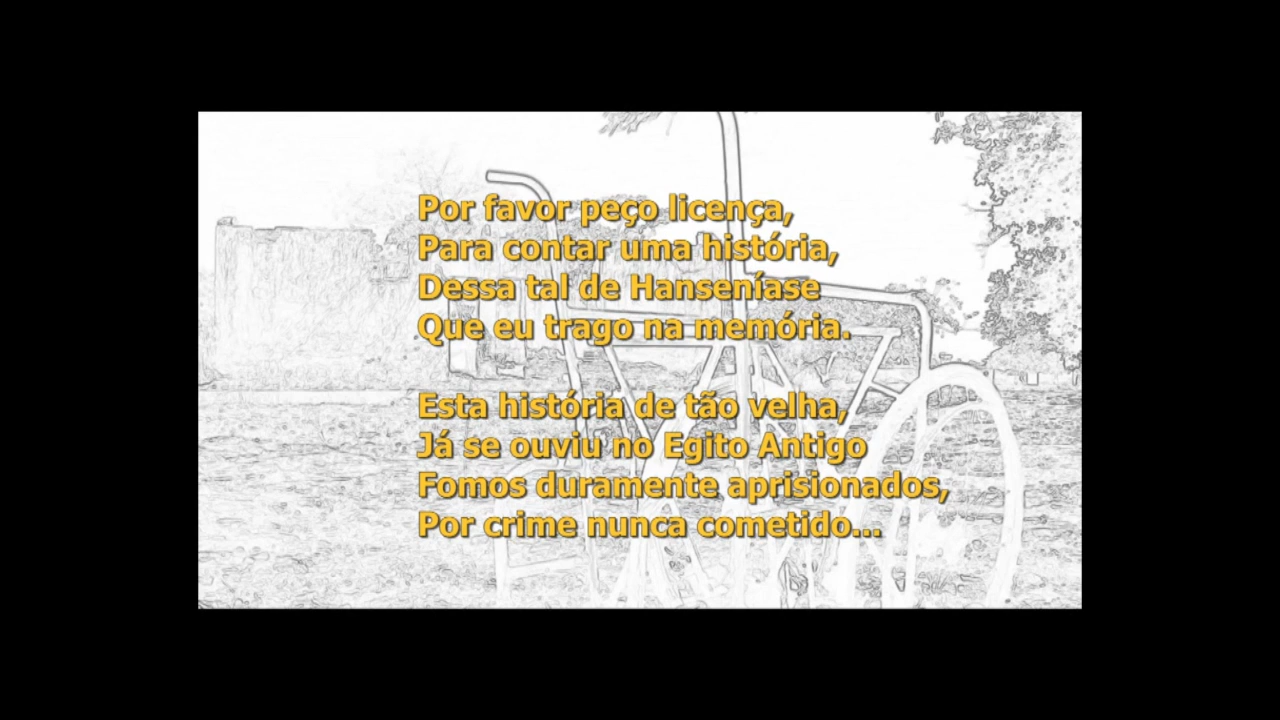 Por favor peço licença,
Para contar uma história,
Dessa tal de Hanseníase
Que eu trago na memória.
Esta história de tão velha,
Já se ouviu no Egito Antigo
Fomos duramente aprisionados,
Por crime nunca cometido...